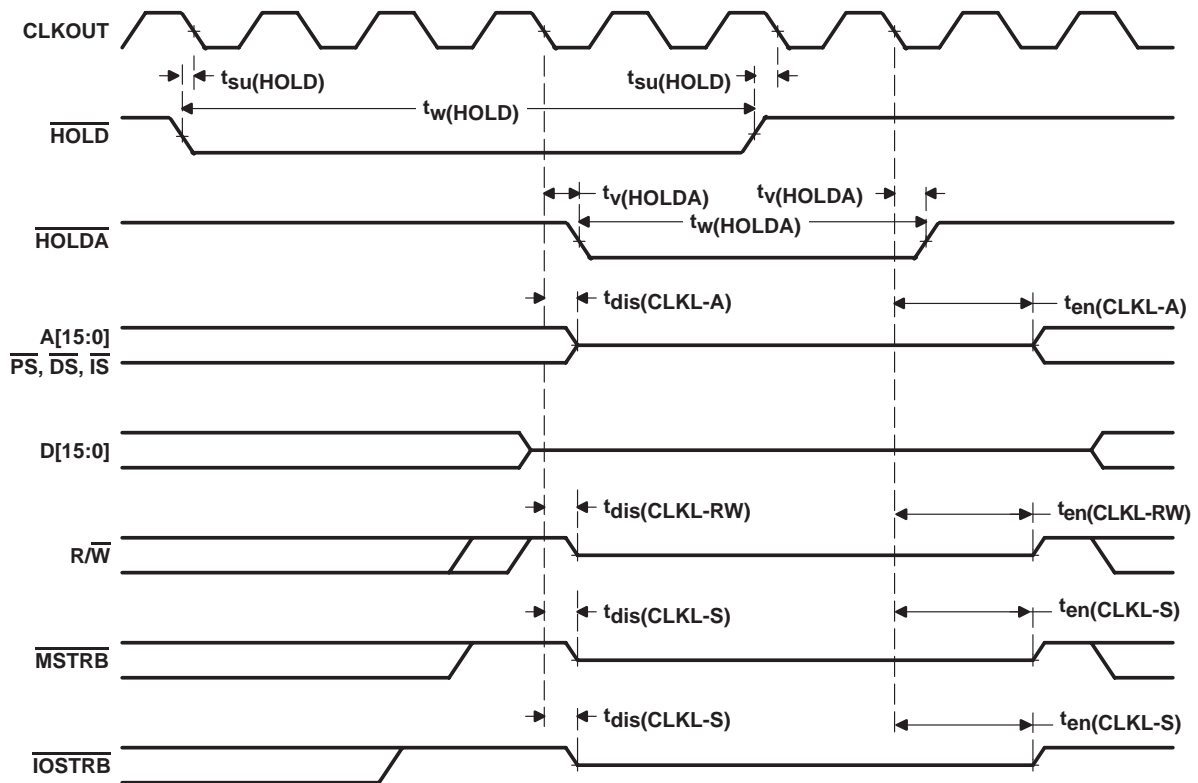 CLKOUT
tsu(HOLD) tsu(HOLD)
tw(HOLD)
HOLD
tv(HOLDA) tv(HOLDA)
tw(HOLDA)
HOLDA
tdis(CLKL-A) ten(CLKL-A)
A[15:0]
PS, DS, IS
D[15:0]
tdis(CLKL-RW) ten(CLKL-RW)
R/W
tdis(CLKL-S) ten(CLKL-S)
MSTRB
tdis(CLKL-S) ten(CLKL-S)
IOSTRB